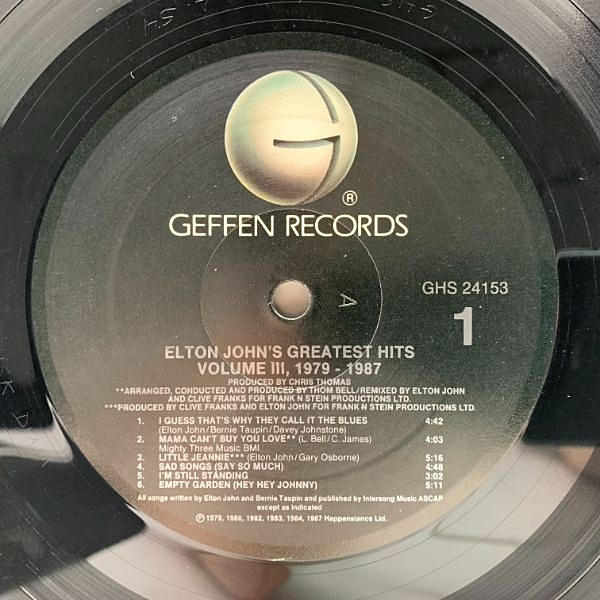 G
®
GEFFEN RECORDS
A
GHS 24153
1
ELTON JOHN'S GREATEST HITS
VOLUME III, 1979 - 1987
PRODUCED BY CHRIS THOMAS
**ARRANGED, CONDUCTED AND PRODUCED BY THOM BELL/REMIXED BY ELTON JOHN
AND CLIVE FRANKS FOR FRANK N STEIN PRODUCTIONS LTD.
***PRODUCED BY CLIVE FRANKS AND ELTON JOHN FOR FRANK N STEIN PRODUCTIONS LTD.
1. I GUESS THAT'S WHY THEY CALL IT THE BLUES 4:42
(Elton John/Bernie Taupin/Davey Johnstone)
2. MAMA CAN'T BUY YOU LOVE** (L. Bell/C. James) 4:03
Mighty Three Music BMI
3. LITTLE JEANNIE*** (Elton John/Gary Osborne) 5:16
4. SAD SONGS (SAY SO MUCH) 4:48
5. I'M STILL STANDING 3:02
6. EMPTY GARDEN (HEY HEY JOHNNY) 5:11
All songs written by Elton John and Bernie Taupin and published by Intersong Music ASCAP
except as indicated
℗ 1979, 1980, 1982, 1983, 1984, 1987 Happenstance Ltd.